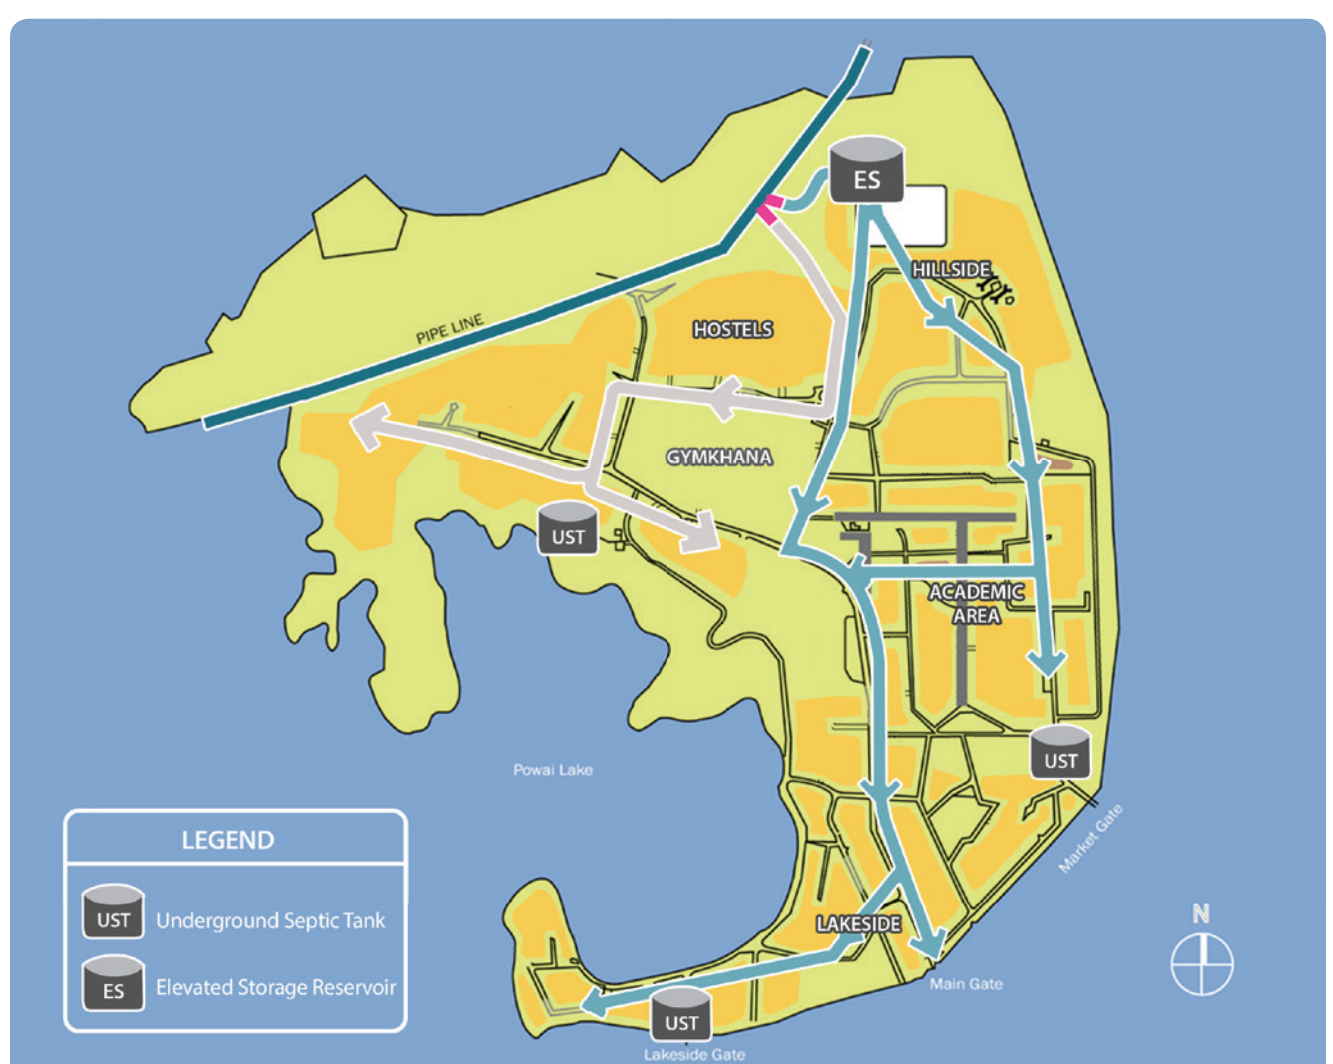 ES
HILLSIDE
PIPE LINE
HOSTELS
GYMKHANA
UST
ACADEMIC
AREA
UST
Powai Lake
Market Gate
LEGEND
UST Underground Septic Tank
ES Elevated Storage Reservoir
LAKESIDE
N
Main Gate
UST
Lakeside Gate